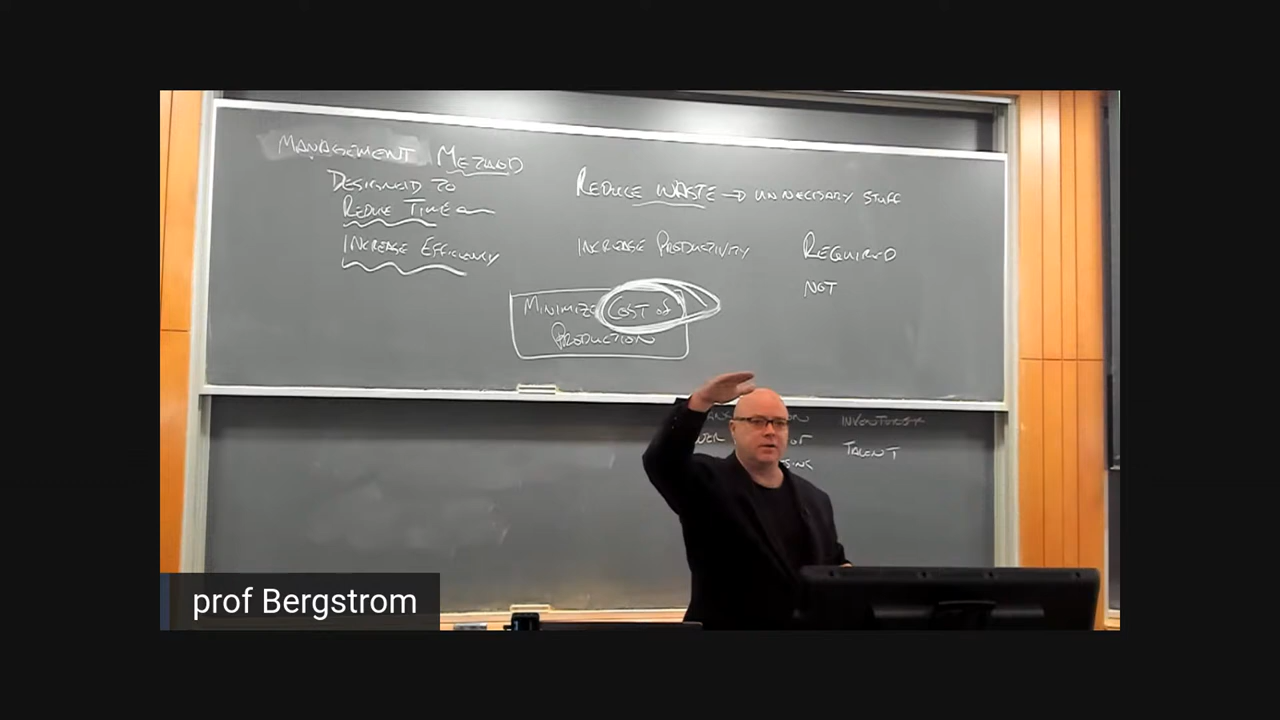 MANAGEMENT METHOD
DESIGNED TO
REDUCE TIME
INCREASE EFFICIENCY
REDUCE WASTE → UNNECESSARY STUFF
INCREASE PRODUCTIVITY
REQUIRED
NOT
MINIMIZE COST OF
PRODUCTION
INVENTORIES
TALENT
prof Bergstrom